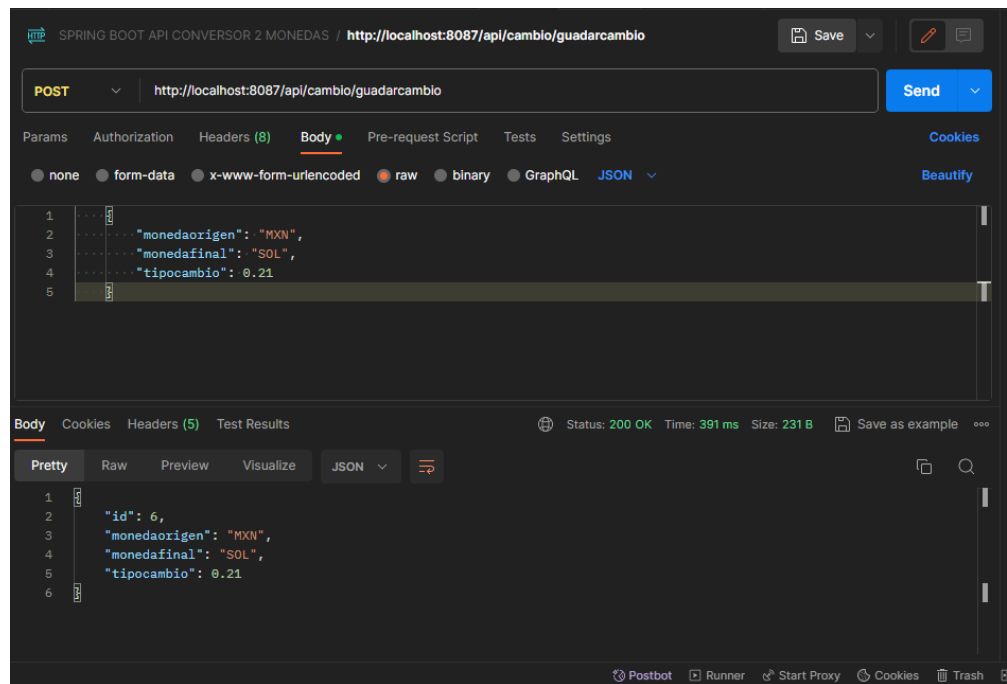 HTTP SPRING BOOT API CONVERSOR 2 MONEDAS / http://localhost:8087/api/cambio/guadarcambio Save
POST http://localhost:8087/api/cambio/guadarcambio Send
Params Authorization Headers (8) Body Pre-request Script Tests Settings Cookies
none form-data x-www-form-urlencoded raw binary GraphQL JSON Beautify
1 {
2 "monedaorigen": "MXN",
3 "monedafinal": "SOL",
4 "tipocambio": 0.21
5 }
Body Cookies Headers (5) Test Results Status: 200 OK Time: 391 ms Size: 231 B Save as example
Pretty Raw Preview Visualize JSON
1 {
2 "id": 6,
3 "monedaorigen": "MXN",
4 "monedafinal": "SOL",
5 "tipocambio": 0.21
6 }
Postbot Runner Start Proxy Cookies Trash